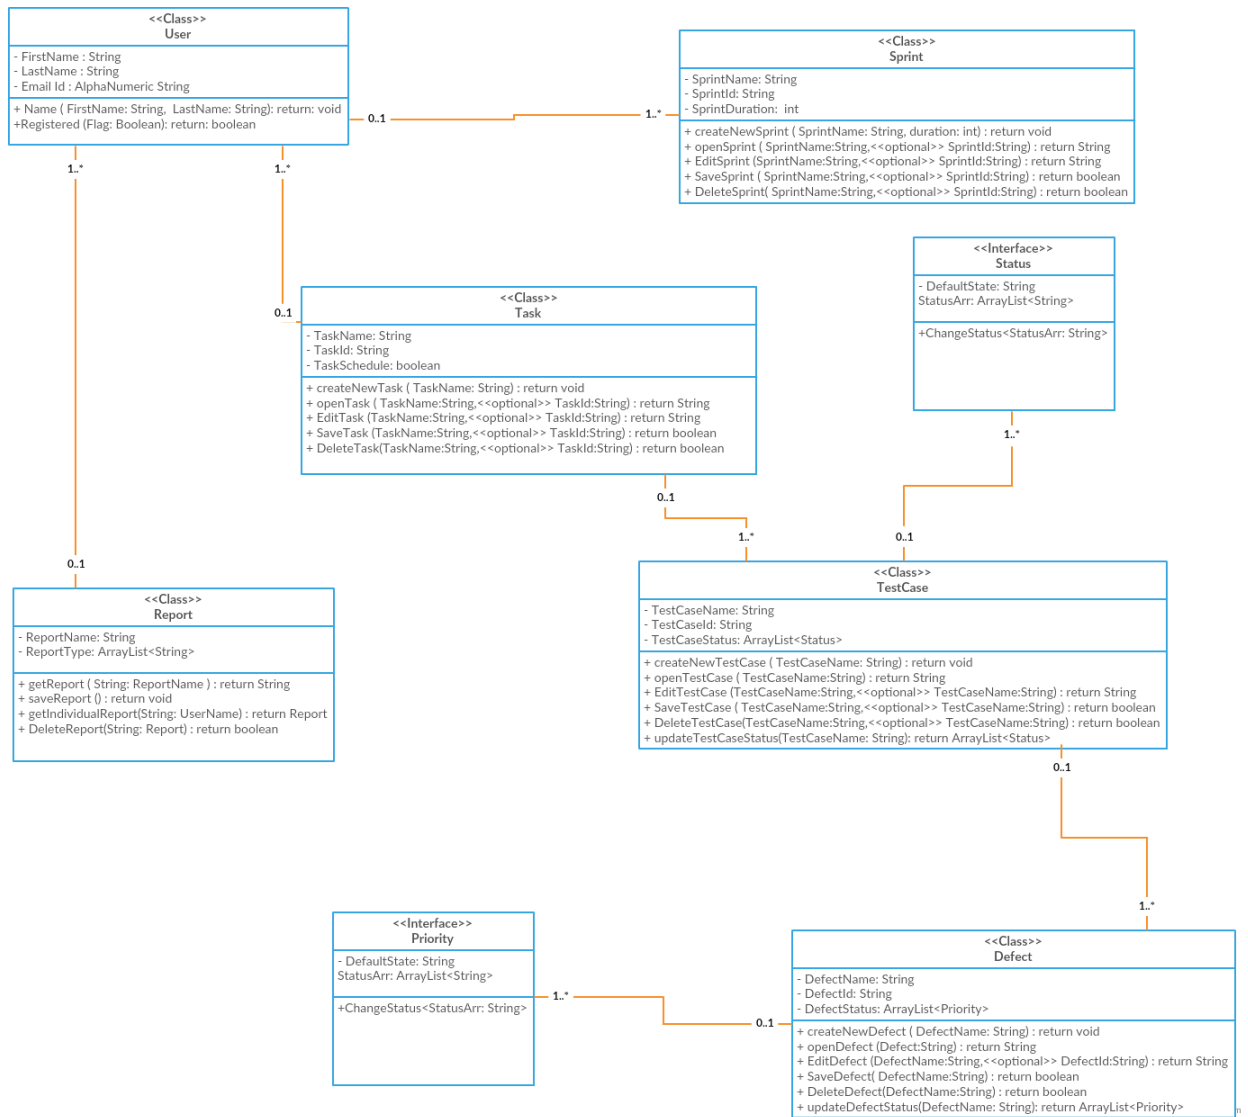 <<Class>>
User
- FirstName : String
- LastName : String
- Email Id : AlphaNumeric String
+ Name ( FirstName: String,  LastName: String): return: void
+Registered (Flag: Boolean): return: boolean
<<Class>>
Sprint
- SprintName: String
- SprintId: String
- SprintDuration:  int
+ createNewSprint ( SprintName: String, duration: int) : return void
+ openSprint ( SprintName:String,<<optional>> SprintId:String) : return String
+ EditSprint (SprintName:String,<<optional>> SprintId:String) : return String
+ SaveSprint ( SprintName:String,<<optional>> SprintId:String) : return boolean
+ DeleteSprint( SprintName:String,<<optional>> SprintId:String) : return boolean
0..1
1..*
1..*
1..*
<<Interface>>
Status
- DefaultState: String
StatusArr: ArrayList<String>
+ChangeStatus<StatusArr: String>
0..1
<<Class>>
Task
- TaskName: String
- TaskId: String
- TaskSchedule: boolean
+ createNewTask ( TaskName: String) : return void
+ openTask ( TaskName:String,<<optional>> TaskId:String) : return String
+ EditTask (TaskName:String,<<optional>> TaskId:String) : return String
+ SaveTask (TaskName:String,<<optional>> TaskId:String) : return boolean
+ DeleteTask(TaskName:String,<<optional>> TaskId:String) : return boolean
1..*
0..1
1..*
0..1
0..1
<<Class>>
Report
- ReportName: String
- ReportType: ArrayList<String>
+ getReport ( String: ReportName ) : return String
+ saveReport () : return void
+ getIndividualReport(String: UserName) : return Report
+ DeleteReport(String: Report) : return boolean
<<Class>>
TestCase
- TestCaseName: String
- TestCaseId: String
- TestCaseStatus: ArrayList<Status>
+ createNewTestCase ( TestCaseName: String) : return void
+ openTestCase ( TestCaseName:String) : return String
+ EditTestCase (TestCaseName:String,<<optional>> TestCaseName:String) : return String
+ SaveTestCase ( TestCaseName:String,<<optional>> TestCaseName:String) : return boolean
+ DeleteTestCase(TestCaseName:String,<<optional>> TestCaseName:String) : return boolean
+ updateTestCaseStatus(TestCaseName: String): return ArrayList<Status>
0..1
1..*
<<Interface>>
Priority
- DefaultState: String
StatusArr: ArrayList<String>
+ChangeStatus<StatusArr: String>
1..*
0..1
<<Class>>
Defect
- DefectName: String
- DefectId: String
- DefectStatus: ArrayList<Priority>
+ createNewDefect ( DefectName: String) : return void
+ openDefect (Defect:String) : return String
+ EditDefect (DefectName:String,<<optional>> DefectId:String) : return String
+ SaveDefect( DefectName:String) : return boolean
+ DeleteDefect(DefectName:String) : return boolean
+ updateDefectStatus(DefectName: String): return ArrayList<Priority>